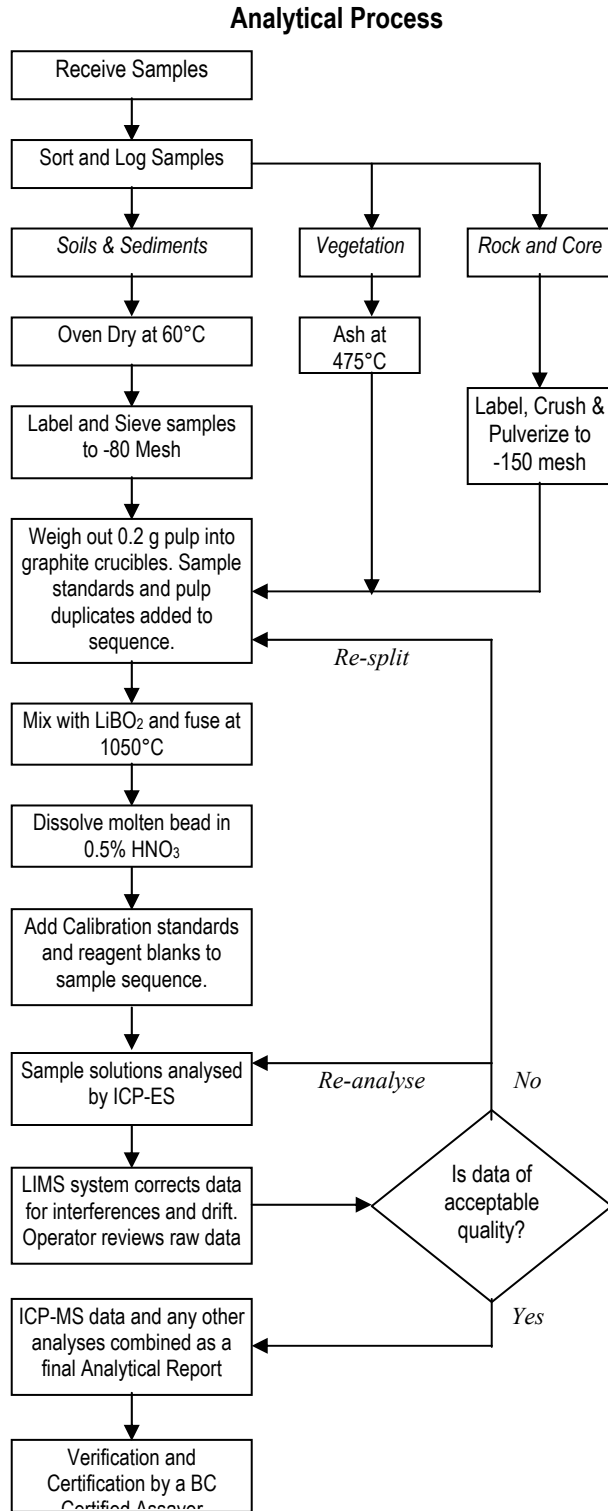 Analytical Process
Receive Samples
Sort and Log Samples
Soils & Sediments
Vegetation
Rock and Core
Oven Dry at 60°C
Ash at
475°C
Label and Sieve samples
to -80 Mesh
Label, Crush &
Pulverize to
-150 mesh
Weigh out 0.2 g pulp into
graphite crucibles. Sample
standards and pulp
duplicates added to
sequence.
Re-split
Mix with LiBO₂ and fuse at
1050°C
Dissolve molten bead in
0.5% HNO₃
Add Calibration standards
and reagent blanks to
sample sequence.
Sample solutions analysed
by ICP-ES
Re-analyse
No
LIMS system corrects data
for interferences and drift.
Operator reviews raw data
Is data of
acceptable
quality?
Yes
ICP-MS data and any other
analyses combined as a
final Analytical Report
Verification and
Certification by a BC
Certified Assayer